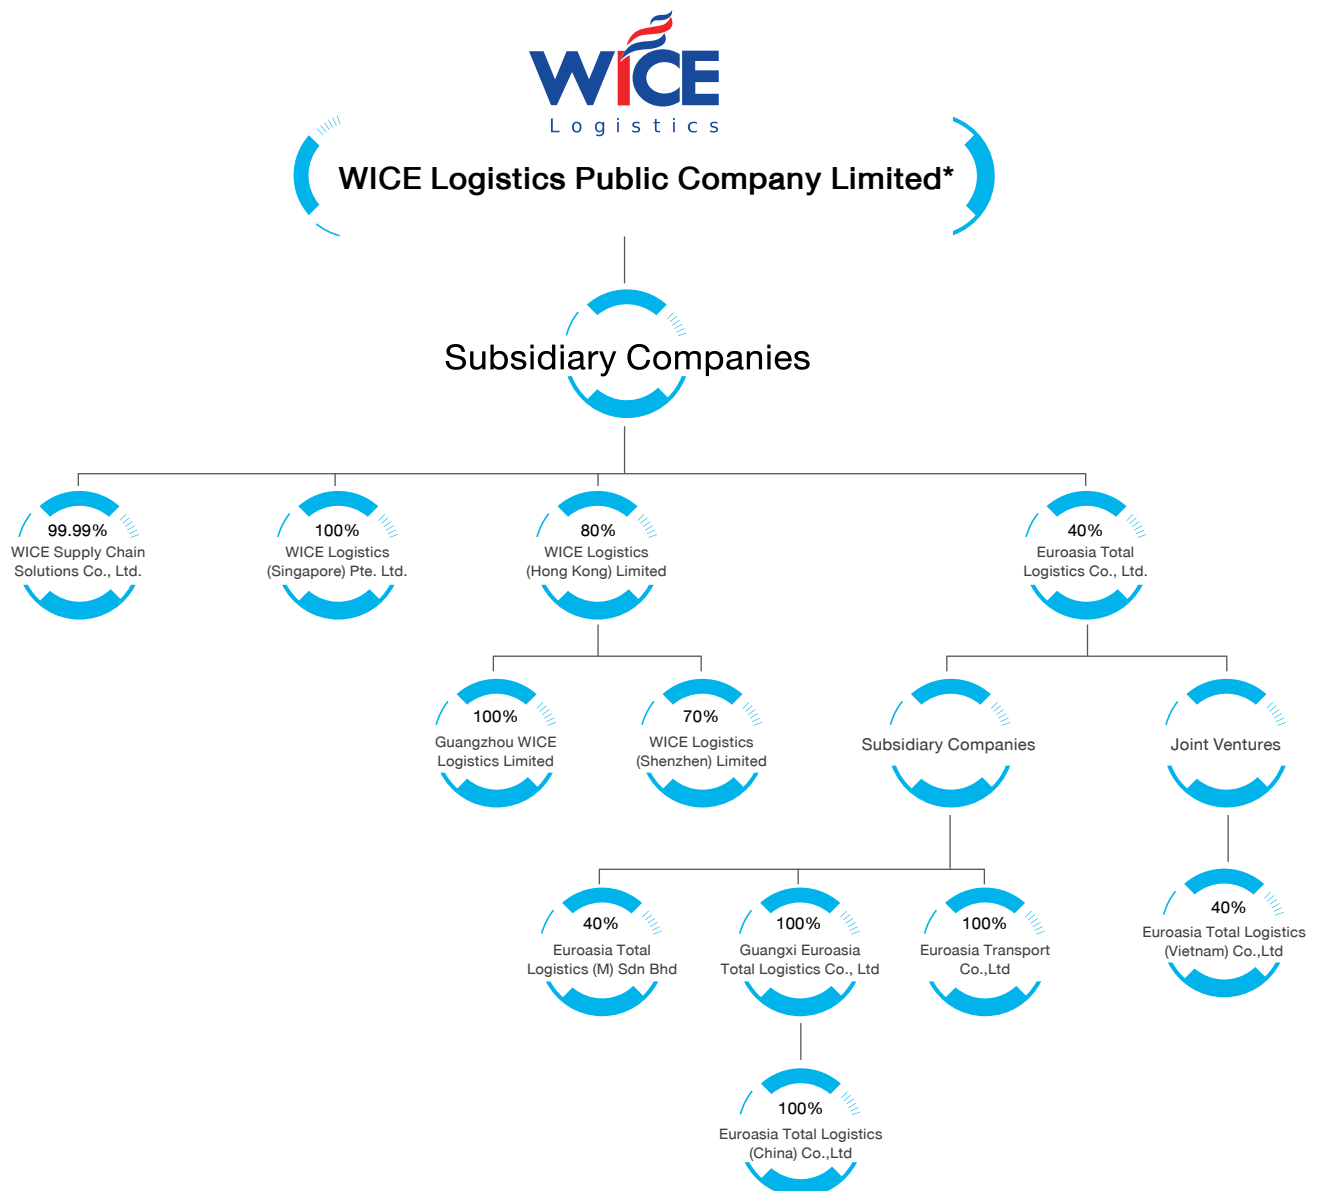 WICE
Logistics
WICE Logistics Public Company Limited*
Subsidiary Companies
99.99%
WICE Supply Chain
Solutions Co., Ltd.
100%
WICE Logistics
(Singapore) Pte. Ltd.
80%
WICE Logistics
(Hong Kong) Limited
40%
Euroasia Total
Logistics Co., Ltd.
100%
Guangzhou WICE
Logistics Limited
70%
WICE Logistics
(Shenzhen) Limited
Subsidiary Companies
Joint Ventures
40%
Euroasia Total
Logistics (M) Sdn Bhd
100%
Guangxi Euroasia
Total Logistics Co., Ltd
100%
Euroasia Transport
Co.,Ltd
40%
Euroasia Total Logistics
(Vietnam) Co.,Ltd
100%
Euroasia Total Logistics
(China) Co.,Ltd